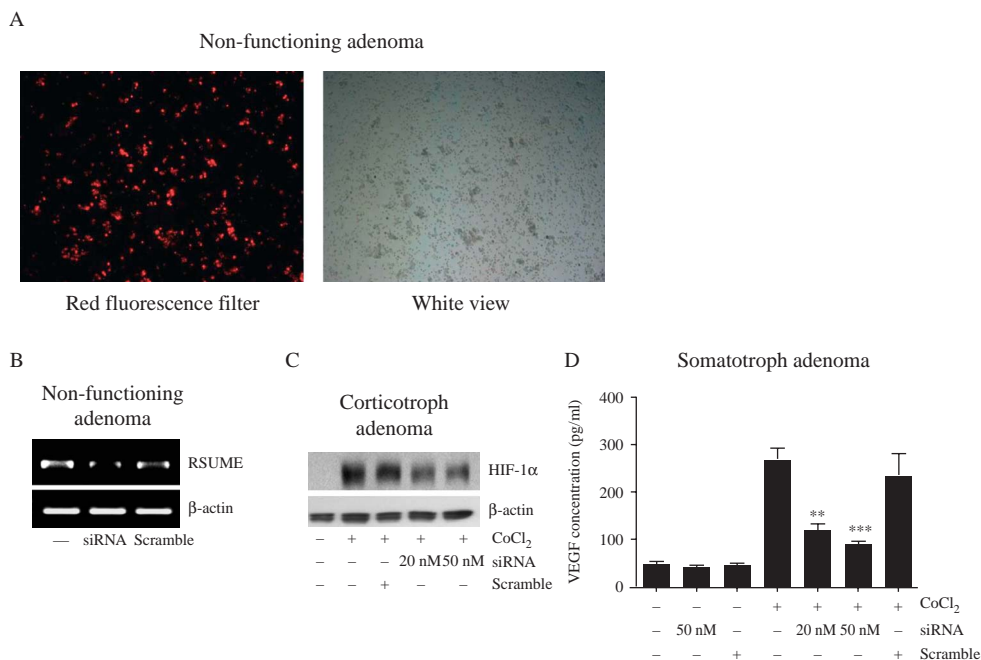 A
Non-functioning adenoma
Red fluorescence filter
White view
B
Non-functioning
adenoma
RSUME
β-actin
— siRNA Scramble
C
Corticotroph
adenoma
HIF-1α
β-actin
– + + + + CoCl2
– – – 20 nM 50 nM siRNA
– – + – – Scramble
D
Somatotroph adenoma
VEGF concentration (pg/ml)
400
300
200
100
0
** ***
– – – + + + + CoCl2
– 50 nM – – 20 nM 50 nM – siRNA
– – + – – – + Scramble